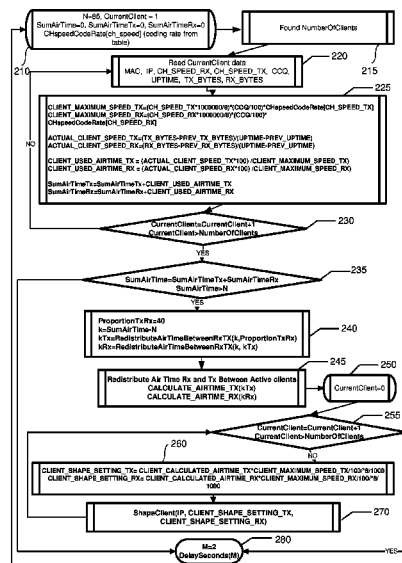 N=65, CurrentClient = 1
SumAirTime=0, SumAirTimeTx=0, SumAirTimeRx=0
CHspeedCodeRate[ch_speed] (coding rate from
table)
210
Found NumberOfClients
215
Read CurrentClient data
MAC, IP, CH_SPEED_RX, CH_SPEED_TX, CCQ,
UPTIME, TX_BYTES, RX_BYTES
220
225
CLIENT_MAXIMUM_SPEED_TX=(CH_SPEED_TX*1000000/8)*(CCQ/100)*CHspeedCodeRate[CH_SPEED_TX]
CLIENT_MAXIMUM_SPEED_RX=(CH_SPEED_RX*1000000/8)*(CCQ/100)*
CHspeedCodeRate[CH_SPEED_RX]
ACTUAL_CLIENT_SPEED_TX=(TX_BYTES-PREV_TX_BYTES)/(UPTIME-PREV_UPTIME)
ACTUAL_CLIENT_SPEED_RX=(RX_BYTES-PREV_RX_BYTES)/(UPTIME-PREV_UPTIME)
CLIENT_USED_AIRTIME_TX = (ACTUAL_CLIENT_SPEED_TX*100) /CLIENT_MAXIMUM_SPEED_TX)
CLIENT_USED_AIRTIME_RX = (ACTUAL_CLIENT_SPEED_RX*100) /CLIENT_MAXIMUM_SPEED_RX)
SumAirTimeTx=SumAirTimeTx+CLIENT_USED_AIRTIME_TX
SumAirTimeRx=SumAirTimeRx+CLIENT_USED_AIRTIME_RX
NO
CurrentClient=CurrentClient+1
CurrentClient>NumberOfClients
230
YES
235
SumAirTime=SumAirTimeTx+SumAirTimeRx
SumAirTime>N
YES
ProportionTxRx=40
k=SumAirTime-N
kTx=RedistributeAirTimeBetweenRxTX(k,ProportionTxRx)
kRx=RedistributeAirTimeBetweenRxTX(k, kTx)
240
245
Redistribute Air Time Rx and Tx Between Active clients
CALCULATE_AIRTIME_TX(kTx)
CALCULATE_AIRTIME_RX(kRx)
250
CurrentClient=0
255
CurrentClient=CurrentClient+1
CurrentClient>NumberOfClients
NO
260
CLIENT_SHAPE_SETTING_TX= CLIENT_CALCULATED_AIRTIME_TX*CLIENT_MAXIMUM_SPEED_TX/100/*8/1000
CLIENT_SHAPE_SETTING_RX= CLIENT_CALCULATED_AIRTIME_RX*CLIENT_MAXIMUM_SPEED_RX/100/*8/
1000
ShapeClient(IP, CLIENT_SHAPE_SETTING_TX,
CLIENT_SHAPE_SETTING_RX)
270
280
M=2
DelaySeconds(M)
YES